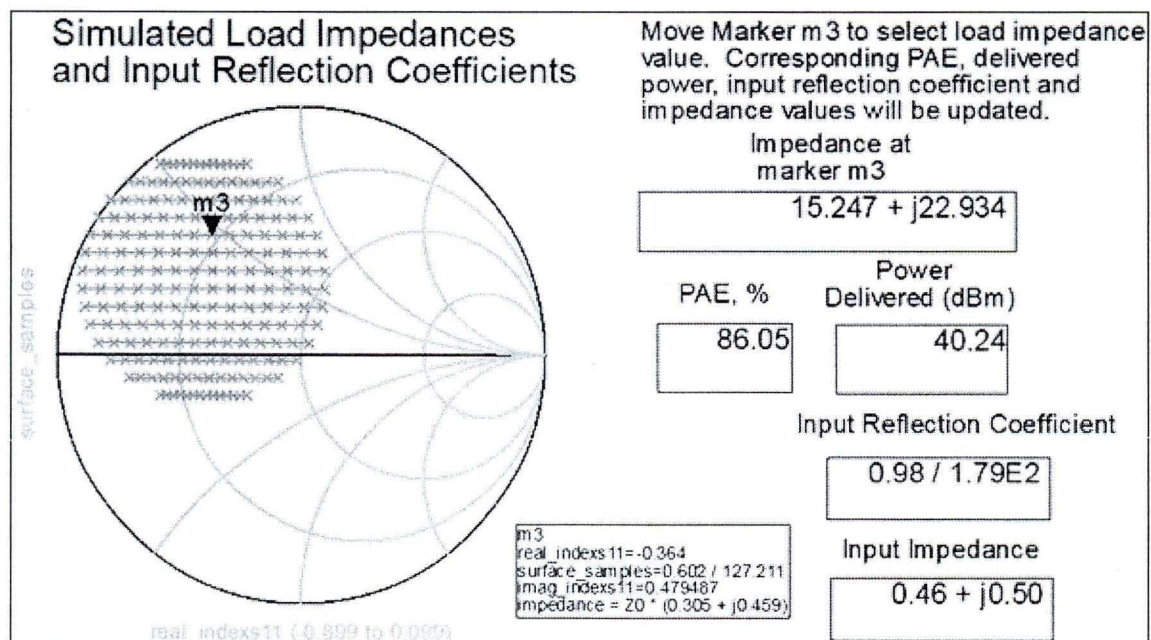 Simulated Load Impedances
and Input Reflection Coefficients
Move Marker m3 to select load impedance
value. Corresponding PAE, delivered
power, input reflection coefficient and
impedance values will be updated.
Impedance at
marker m3
15.247 + j22.934
m3
PAE, %
86.05
Power
Delivered (dBm)
40.24
surface_samples
Input Reflection Coefficient
0.98 / 1.79E2
m3
real_indexs11=-0.364
surface_samples=0.602 / 127.211
imag_indexs11=0.479487
impedance = Z0 * (0.305 + j0.459)
Input Impedance
0.46 + j0.50
real_indexs11 (-0.899 to 0.099)